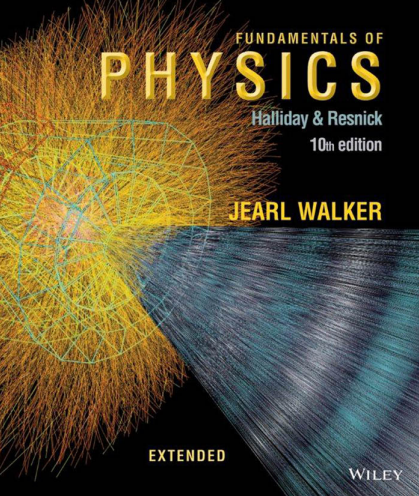 FUNDAMENTALS OF
PHYSICS
Halliday & Resnick
10th edition
JEARL WALKER
EXTENDED
WILEY